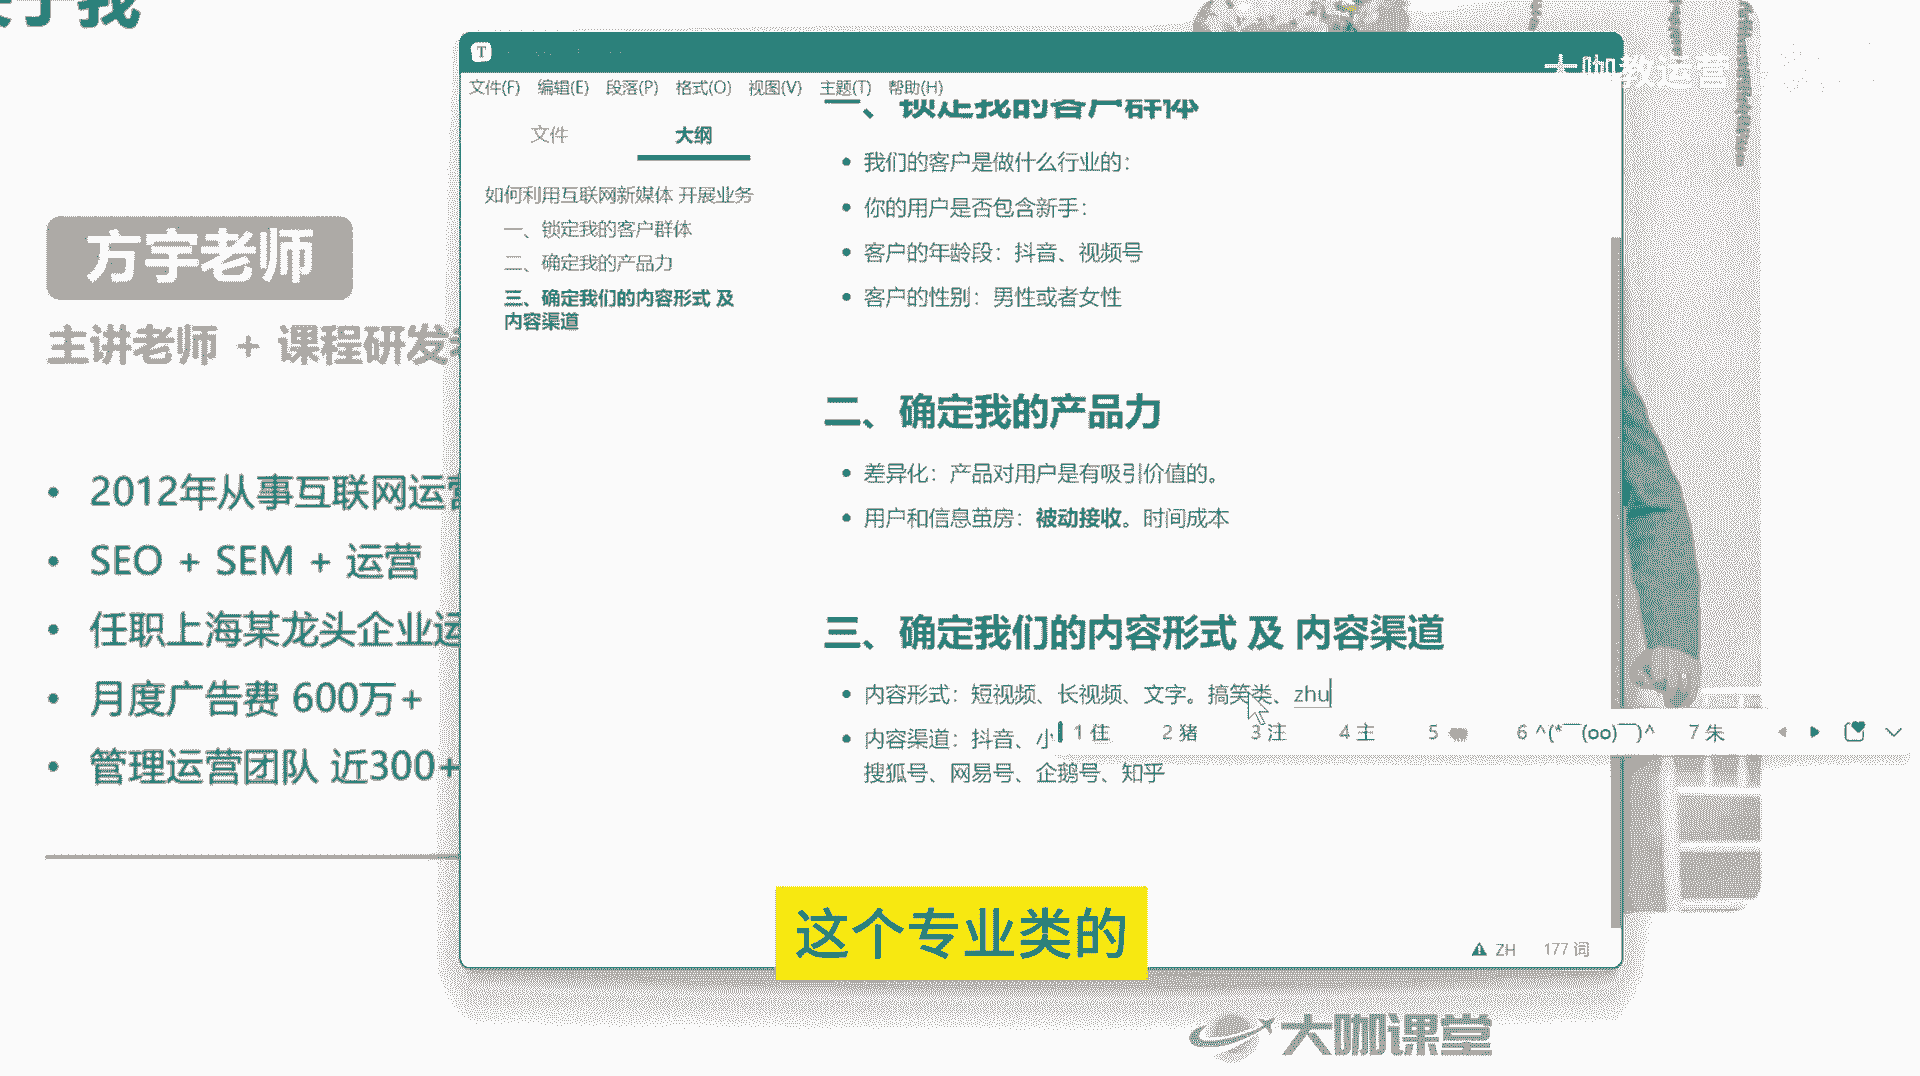 于我
方宇老师
主讲老师 + 课程研发
2012年从事互联网运营
SEO + SEM + 运营
任职上海某龙头企业运
月度广告费 600万+
管理运营团队 近300+
T
大咖教运营
文件(F) 编辑(E) 段落(P) 格式(O) 视图(V) 主题(T) 帮助(H)
文件 大纲
如何利用互联网新媒体 开展业务
一、锁定我的客户群体
二、确定我的产品力
三、确定我们的内容形式 及
内容渠道
一、锁定我的客户群体
我们的客户是做什么行业的：
你的用户是否包含新手：
客户的年龄段：抖音、视频号
客户的性别：男性或者女性
二、确定我的产品力
差异化：产品对用户是有吸引价值的。
用户和信息茧房：被动接收。时间成本
三、确定我们的内容形式 及 内容渠道
内容形式：短视频、长视频、文字。搞笑类、zhu
1 住 2 猪 3 注 4 主 5 6 ^(*￣(oo)￣)^ 7 朱
内容渠道：抖音、小
搜狐号、网易号、企鹅号、知乎
ZH 177 词
这个专业类的
大咖课堂